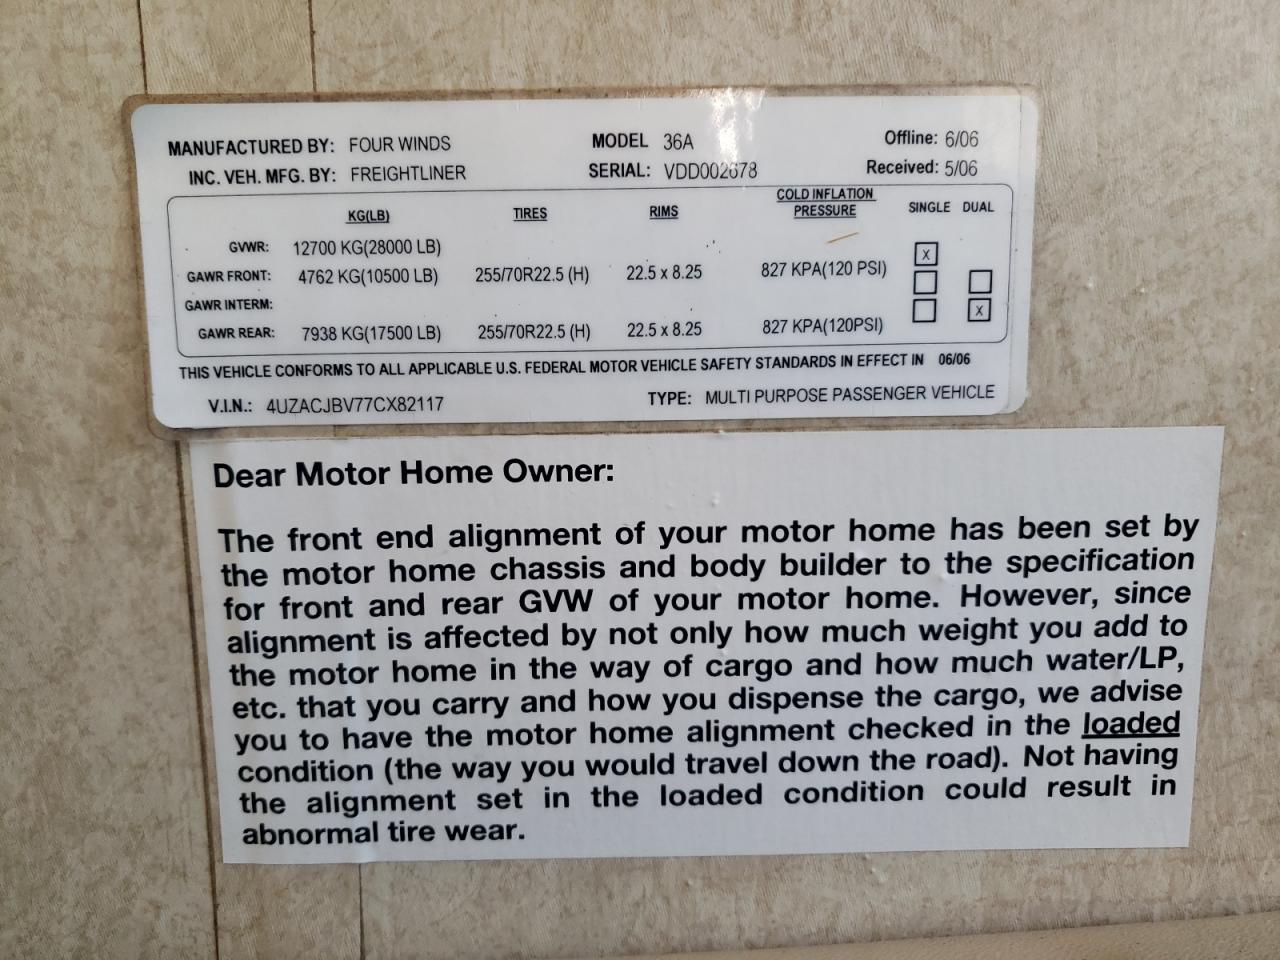 MANUFACTURED BY: FOUR WINDS MODEL 36A Offline: 6/06
INC. VEH. MFG. BY: FREIGHTLINER SERIAL: VDD002678 Received: 5/06
KG(LB) TIRES RIMS COLD INFLATION PRESSURE SINGLE DUAL
GVWR: 12700 KG(28000 LB)
GAWR FRONT: 4762 KG(10500 LB) 255/70R22.5 (H) 22.5 x 8.25 827 KPA(120 PSI) X
GAWR INTERM:
GAWR REAR: 7938 KG(17500 LB) 255/70R22.5 (H) 22.5 x 8.25 827 KPA(120PSI) X
THIS VEHICLE CONFORMS TO ALL APPLICABLE U.S. FEDERAL MOTOR VEHICLE SAFETY STANDARDS IN EFFECT IN 06/06
V.I.N.: 4UZACJBV77CX82117 TYPE: MULTI PURPOSE PASSENGER VEHICLE
Dear Motor Home Owner:
The front end alignment of your motor home has been set by
the motor home chassis and body builder to the specification
for front and rear GVW of your motor home. However, since
alignment is affected by not only how much weight you add to
the motor home in the way of cargo and how much water/LP,
etc. that you carry and how you dispense the cargo, we advise
you to have the motor home alignment checked in the loaded
condition (the way you would travel down the road). Not having
the alignment set in the loaded condition could result in
abnormal tire wear.